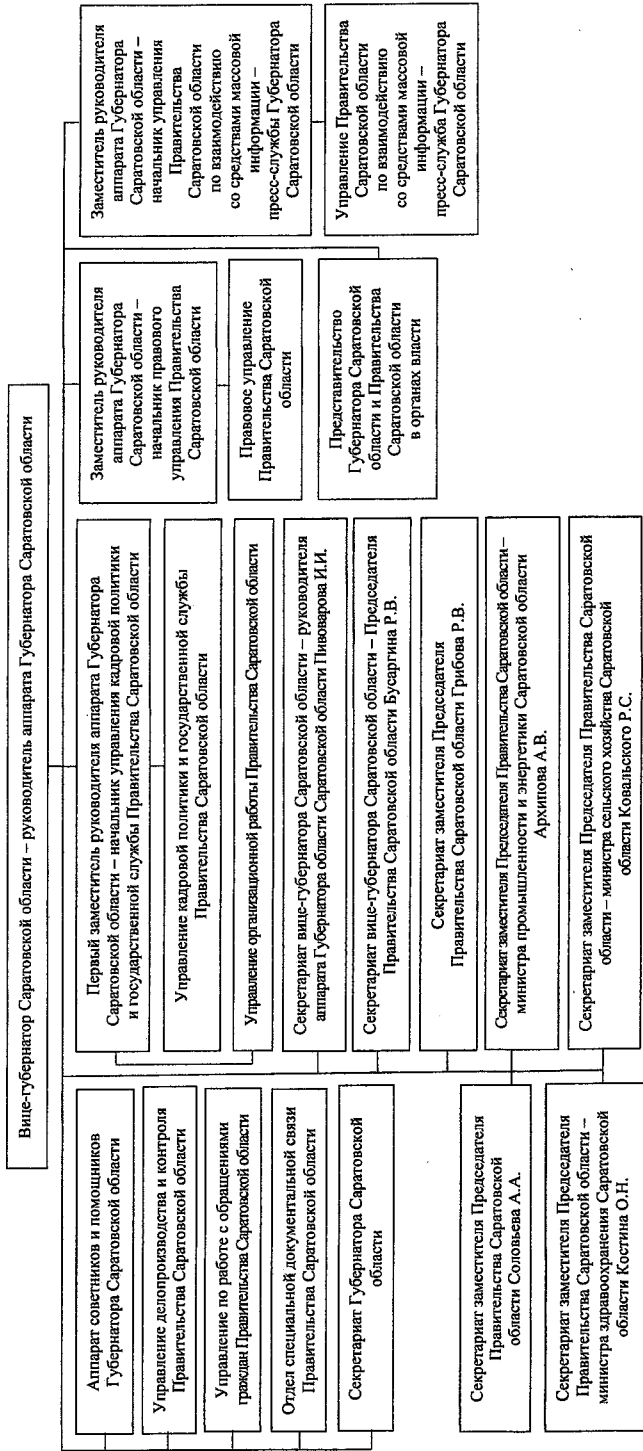 Вице-губернатор Саратовской области – руководитель аппарата Губернатора Саратовской области
Аппарат советников и помощников
Губернатора Саратовской области
Управление делопроизводства и контроля
Правительства Саратовской области
Управление по работе с обращениями
граждан Правительства Саратовской области
Отдел специальной документальной связи
Правительства Саратовской области
Секретариат Губернатора Саратовской
области
Секретариат заместителя Председателя
Правительства Саратовской
области Соловьева А.А.
Секретариат заместителя Председателя
Правительства Саратовской области –
министра здравоохранения Саратовской
области Костина О.Н.
Первый заместитель руководителя аппарата Губернатора
Саратовской области – начальник управления кадровой политики
и государственной службы Правительства Саратовской области
Управление кадровой политики и государственной службы
Правительства Саратовской области
Управление организационной работы Правительства Саратовской области
Секретариат вице-губернатора Саратовской области – руководителя
аппарата Губернатора области Саратовской области Пивоварова И.И.
Секретариат вице-губернатора Саратовской области – Председателя
Правительства Саратовской области Бусаргина Р.В.
Секретариат заместителя Председателя
Правительства Саратовской области Грибова Р.В.
Секретариат заместителя Председателя Правительства Саратовской области–
министра промышленности и энергетики Саратовской области
Архипова А.В.
Секретариат заместителя Председателя Правительства Саратовской
области – министра сельского хозяйства Саратовской
области Ковальского Р.С.
Заместитель руководителя
аппарата Губернатора
Саратовской области –
начальник правового
управления Правительства
Саратовской области
Правовое управление
Правительства Саратовской
области
Представительство
Губернатора Саратовской
области и Правительства
Саратовской области
в органах власти
Заместитель руководителя
аппарата Губернатора
Саратовской области –
начальник управления
Правительства
Саратовской области
по взаимодействию
со средствами массовой
информации –
пресс-службы Губернатора
Саратовской области
Управление Правительства
Саратовской области
по взаимодействию
со средствами массовой
информации –
пресс-служба Губернатора
Саратовской области